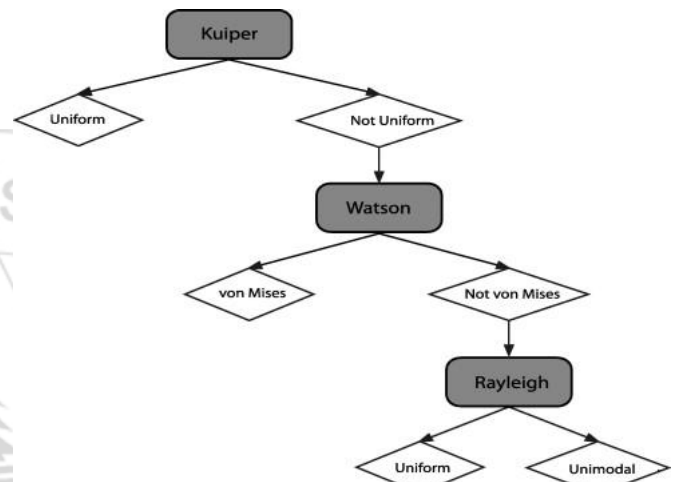 Kuiper
Uniform
Not Uniform
Watson
von Mises
Not von Mises
Rayleigh
Uniform
Unimodal